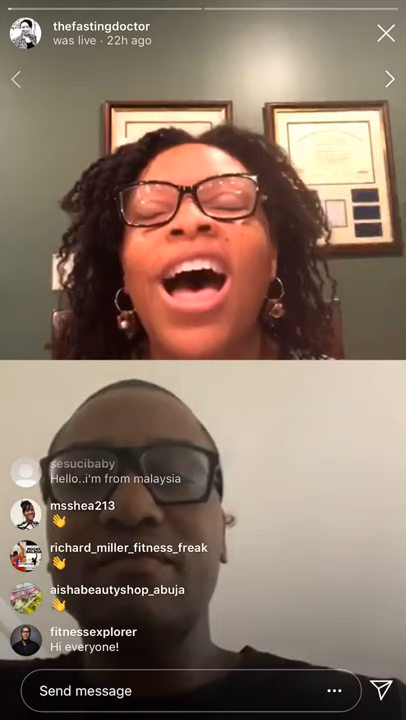 thefastingdoctor
was live · 22h ago
sesucibaby
Hello..i'm from malaysia
msshea213
👋
richard_miller_fitness_freak
👋
aishabeautyshop_abuja
👋
fitnessexplorer
Hi everyone!
Send message